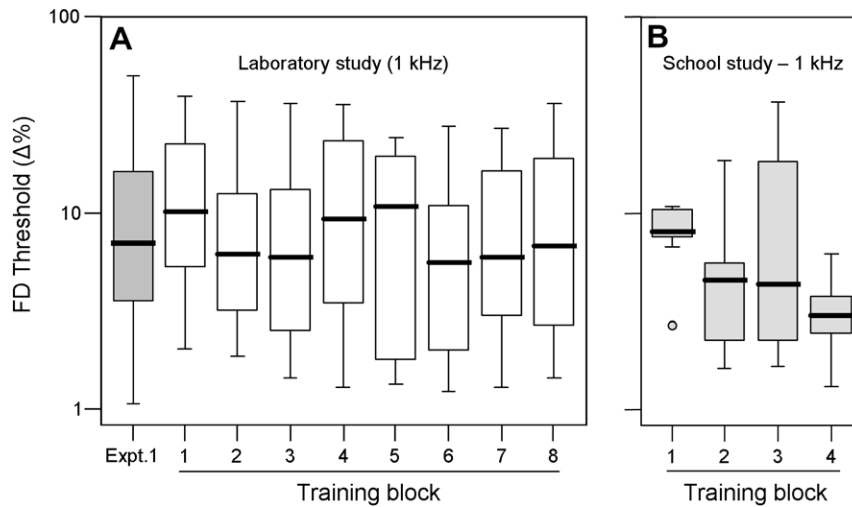 100
A
B
Laboratory study (1 kHz)
School study – 1 kHz
FD Threshold (Δ%)
10
1
Expt.1 1 2 3 4 5 6 7 8
1 2 3 4
Training block
Training block